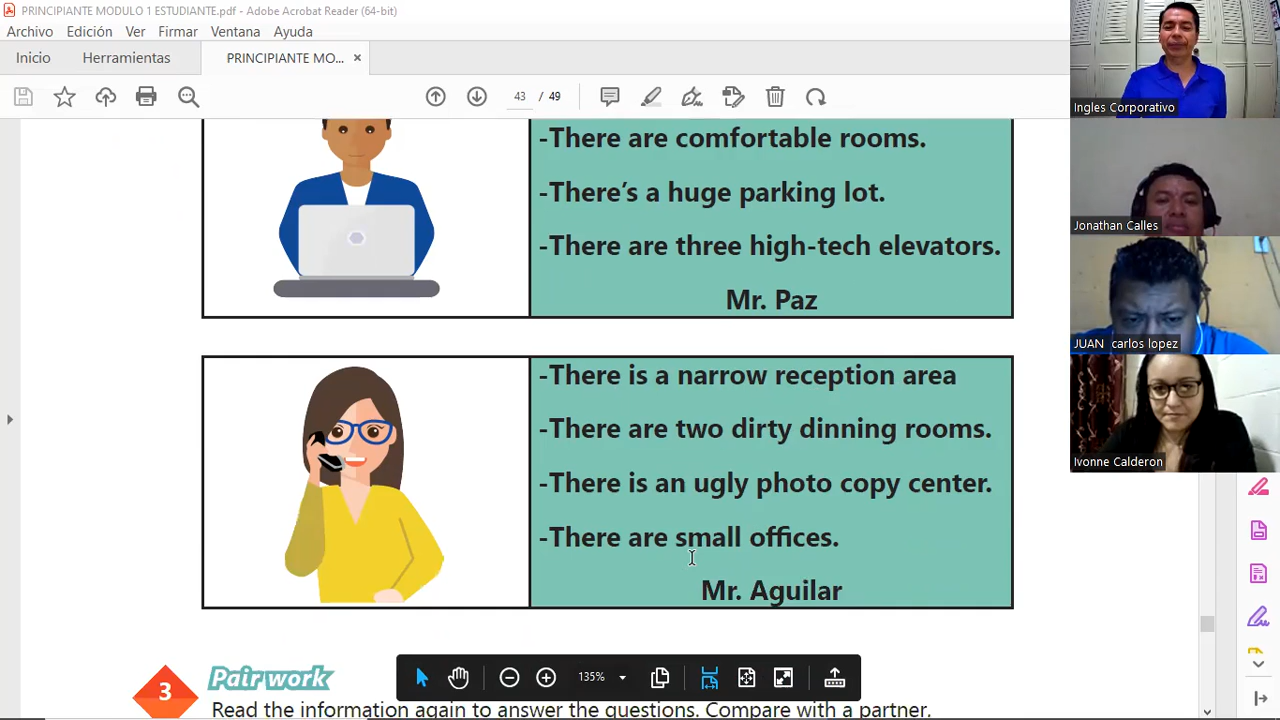 PRINCIPIANTE MODULO 1 ESTUDIANTE.pdf - Adobe Acrobat Reader (64-bit)
Archivo Edición Ver Firmar Ventana Ayuda
Inicio Herramientas PRINCIPIANTE MO... ×
43 / 49
-There are comfortable rooms.
-There's a huge parking lot.
-There are three high-tech elevators.
Mr. Paz
-There is a narrow reception area
-There are two dirty dinning rooms.
-There is an ugly photo copy center.
-There are small offices.
Mr. Aguilar
3 Pair work
135%
Read the information again to answer the questions. Compare with a partner.
Ingles Corporativo
Jonathan Calles
JUAN carlos lopez
Ivonne Calderon